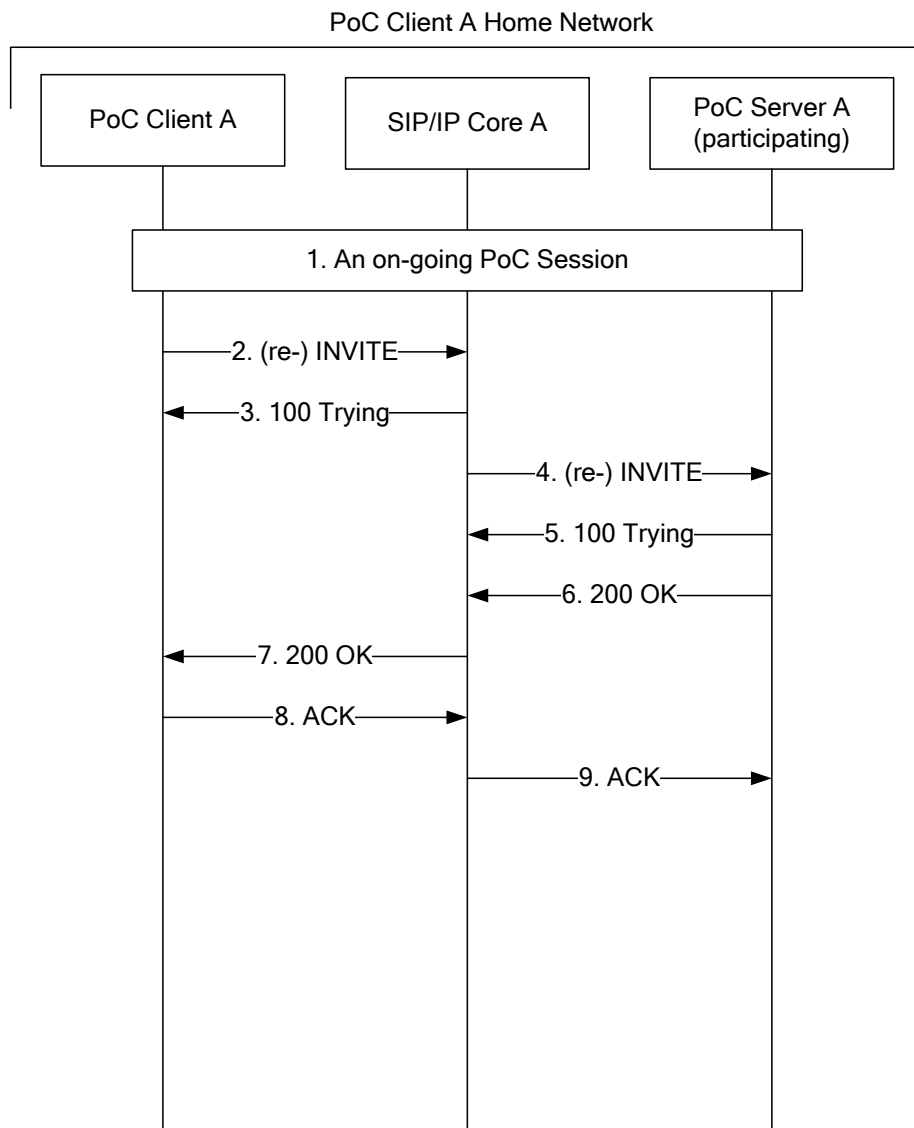 PoC Client A Home Network
PoC Client A
SIP/IP Core A
PoC Server A
(participating)
1. An on-going PoC Session
2. (re-) INVITE
3. 100 Trying
4. (re-) INVITE
5. 100 Trying
6. 200 OK
7. 200 OK
8. ACK
9. ACK